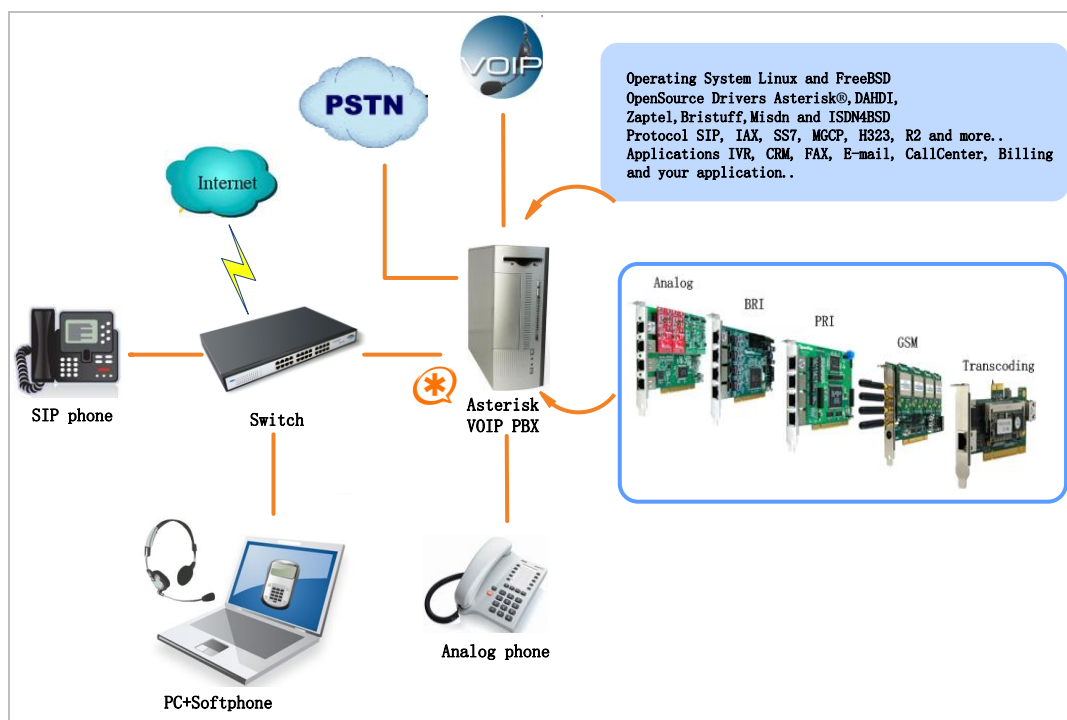 VOIP
PSTN
Operating System Linux and FreeBSD
OpenSource Drivers Asterisk®,DAHDI,
Zaptel,Bristuff,Misdn and ISDN4BSD
Protocol SIP, IAX, SS7, MGCP, H323, R2 and more..
Applications IVR, CRM, FAX, E-mail, CallCenter, Billing
and your application..
Internet
Analog
BRI
PRI
GSM
Transcoding
SIP phone
Switch
Asterisk
VOIP PBX
Analog phone
PC+Softphone